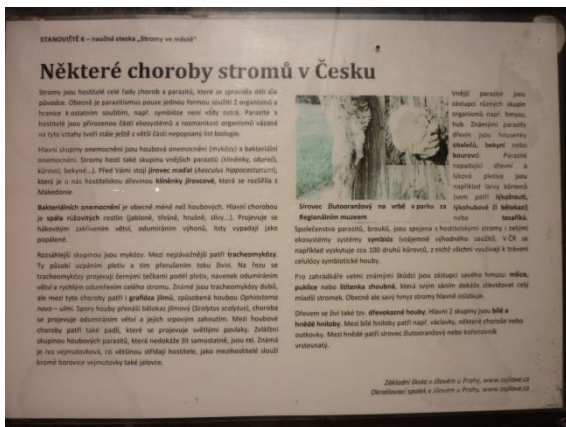 STANOVIŠTĚ 6 – naučná stezka „Stromy ve městě“
Některé choroby stromů v Česku
Stromy jsou hostitelé celé řady chorob a parazitů, které se zpravidla dělí dle
původce. Obecně je parazitismus pouze jednou formou soužití 2 organismů a
hranice k ostatním soužitím, např. symbióze není vždy ostrá. Parazité a
hostitelé jsou přirozenou částí ekosystémů a rozmanitost organismů vázaná
na tyto vztahy tvoří stále ještě z větší části nepopsaný list biologie.
Hlavní skupiny onemocnění jsou houbová onemocnění (mykózy) a bakteriální
onemocnění. Stromy hostí také skupinu vnějších parazitů (klíněnky, obaleči,
kůrovci, bekyně...). Před Vámi stojí jírovec maďal (Aesculus hippocastanum),
který je u nás hostitelskou dřevinou klíněnky jírovcové, která se rozšířila z
Makedonie.
Bakteriálních onemocnění je obecně méně než houbových. Hlavní chorobou
je spála růžovitých rostlin (jabloně, třešně, hrušně, slivy...). Projevuje se
hákovitým zakřivením větví, odumíráním výhonů, listy vypadají jako
popálené.
Rozsáhlejší skupinou jsou mykózy. Mezi nejzávažnější patří tracheomykózy.
Ty působí ucpáním pletiv a tím přerušením toku živin. Na řezu se
tracheomykózy projevují černými tečkami podél pletiv, navenek odumíráním
větví a rychlým odumřením celého stromu. Známé jsou tracheomykózy dubů,
ale mezi tyto choroby patří i grafióza jilmů, způsobená houbou Ophiostoma
novo – ulmi. Spory houby přenáší bělokaz jilmový (Scolytus scolytus), choroba
se projevuje odumíráním větví a jejich srpovým zahnutím. Mezi houbové
choroby patří také padlí, které se projevuje světlými povlaky. Zvláštní
skupinou houbových parazitů, která nedokáže žít samostatně, jsou rzi. Známá
je rez vejmutovková, rzi většinou střídají hostitele, jako mezihostitelé slouží
kromě borovice vejmutovky také jalovce.
Sírovec žlutooranžový na vrbě v parku za
Regionálním muzeem
Vnější parazité jsou
zástupci různých skupin
organismů např. hmyzu,
hub. Známými parazity
dřevin jsou housenky
obalečů, bekyní nebo
bourovci. Parazité
napadající dřevní a
lýková pletiva jsou
například larvy kůrovců
(sem patří lýkožrouti,
lýkohubové či bělokazi)
nebo tesaříků.
Společenstva parazitů, brouků, jsou spojena s hostitelskými stromy i celými
ekosystémy systémy symbióz (vzájemně výhodného soužití). V ČR se
například vyskytuje cca 100 druhů kůrovců, z nichž všichni využívají k trávení
celulózy symbiotické houby.
Pro zahrádkáře velmi známými škůdci jsou zástupci savého hmyzu: mšice,
puklice nebo štítenka zhoubná, která svým sáním dokáže zlikvidovat celý
mladší stromek. Obecně ale savý hmyz stromy hlavně oslabuje.
Dřevem se živí také tzv. dřevokazné houby. Hlavní 2 skupiny jsou bílé a
hnědé hniloby. Mezi bílé hniloby patří např. václavky, některé choroše nebo
outkovky. Mezi hnědé patří sírovec žlutooranžový nebo kořenovník
vrstevnatý.
Základní škola v Jílovém u Prahy, www.zsjilove.cz
Okrašlovací spolek v Jílovém u Prahy, www.osjilove.cz